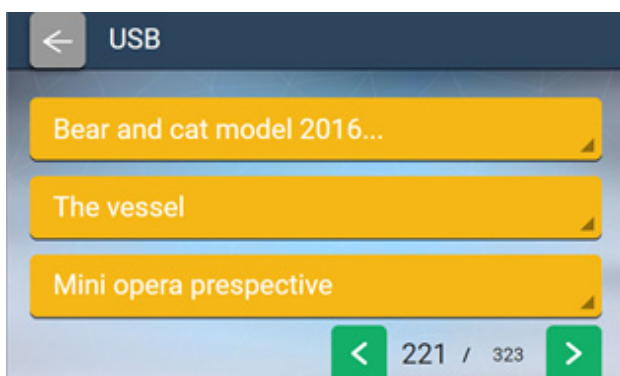 USB
Bear and cat model 2016...
The vessel
Mini opera prespective
221 / 323